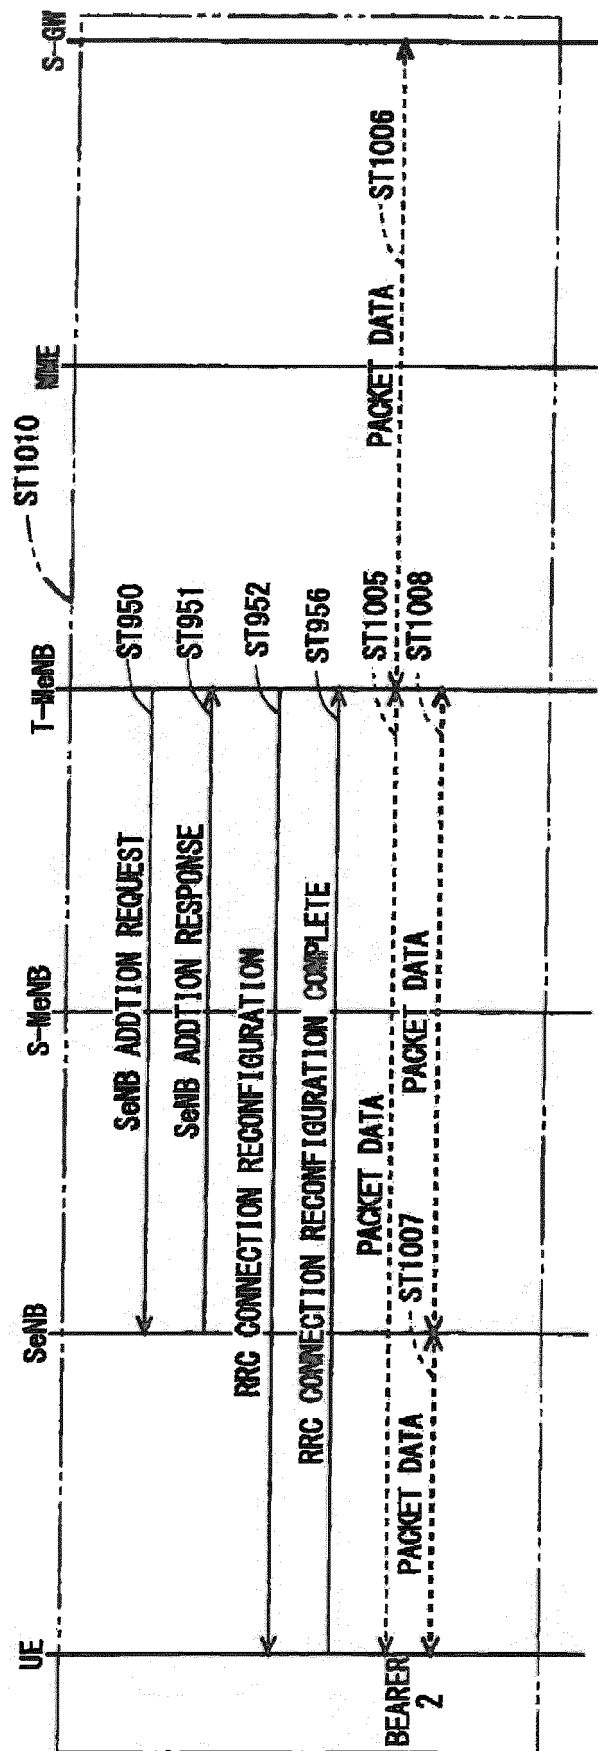 UE
SeNB
S-MeNB
T-MeNB
MME
S-GW
ST1010
SeNB ADDTION REQUEST
ST950
SeNB ADDTION RESPONSE
ST951
RRC CONNECTION RECONFIGURATION
ST952
RRC CONNECTION RECONFIGURATION COMPLETE
ST956
PACKET DATA
ST1005
PACKET DATA
ST1006
BEARER
2
PACKET DATA
ST1007
PACKET DATA
ST1008